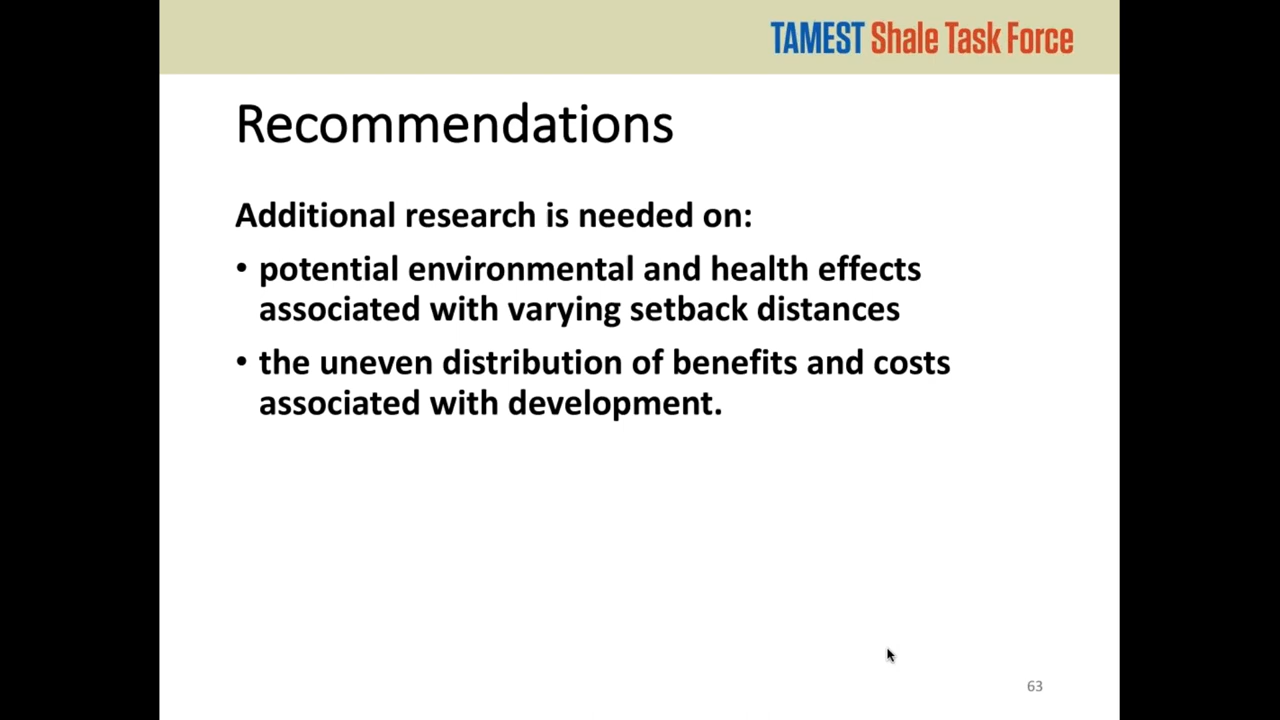 TAMEST Shale Task Force
Recommendations
Additional research is needed on:
• potential environmental and health effects
associated with varying setback distances
• the uneven distribution of benefits and costs
associated with development.
63